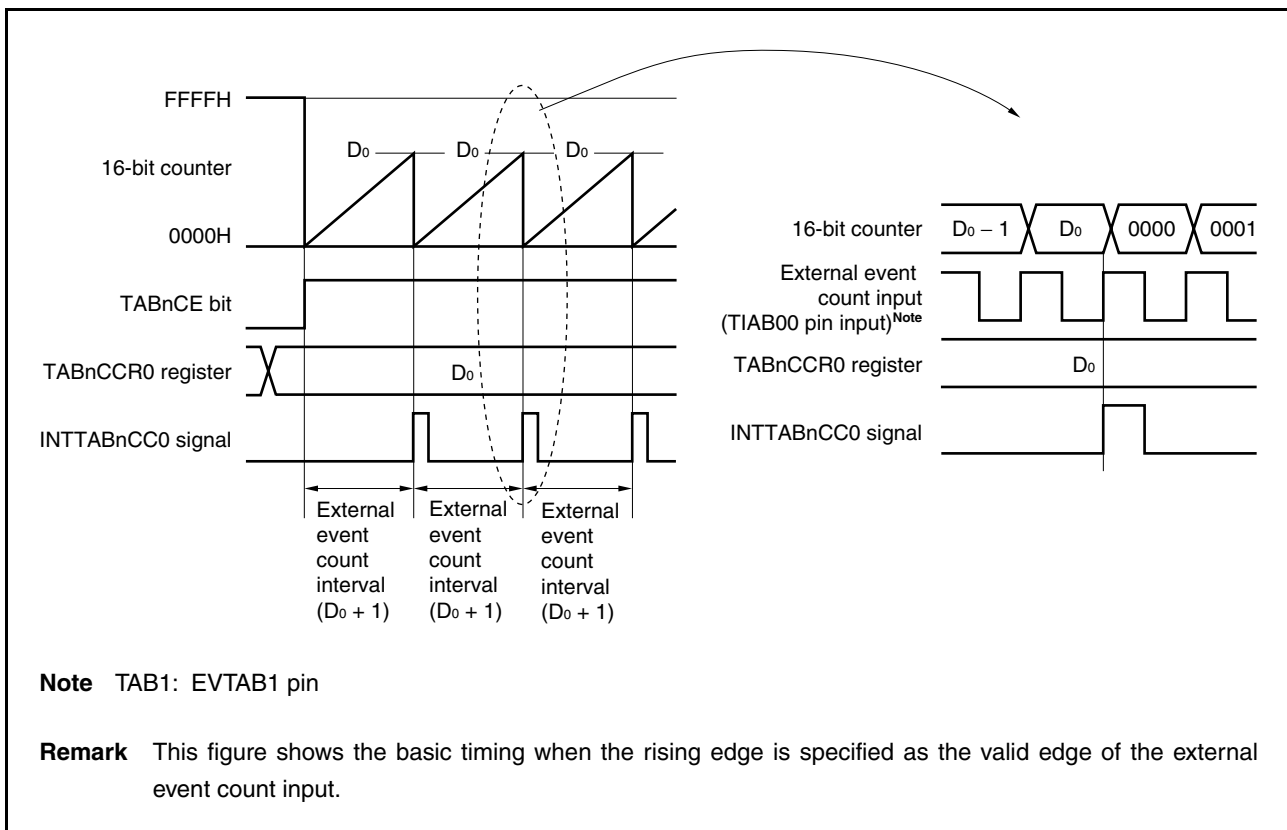 FFFFH
16-bit counter
0000H
D0
D0
D0
TABnCE bit
TABnCCR0 register
D0
INTTABnCC0 signal
External
event
count
interval
(D0 + 1)
External
event
count
interval
(D0 + 1)
External
event
count
interval
(D0 + 1)
16-bit counter
D0 − 1
D0
0000
0001
External event
count input
(TIAB00 pin input)Note
TABnCCR0 register
D0
INTTABnCC0 signal
Note TAB1: EVTAB1 pin
Remark This figure shows the basic timing when the rising edge is specified as the valid edge of the external
event count input.